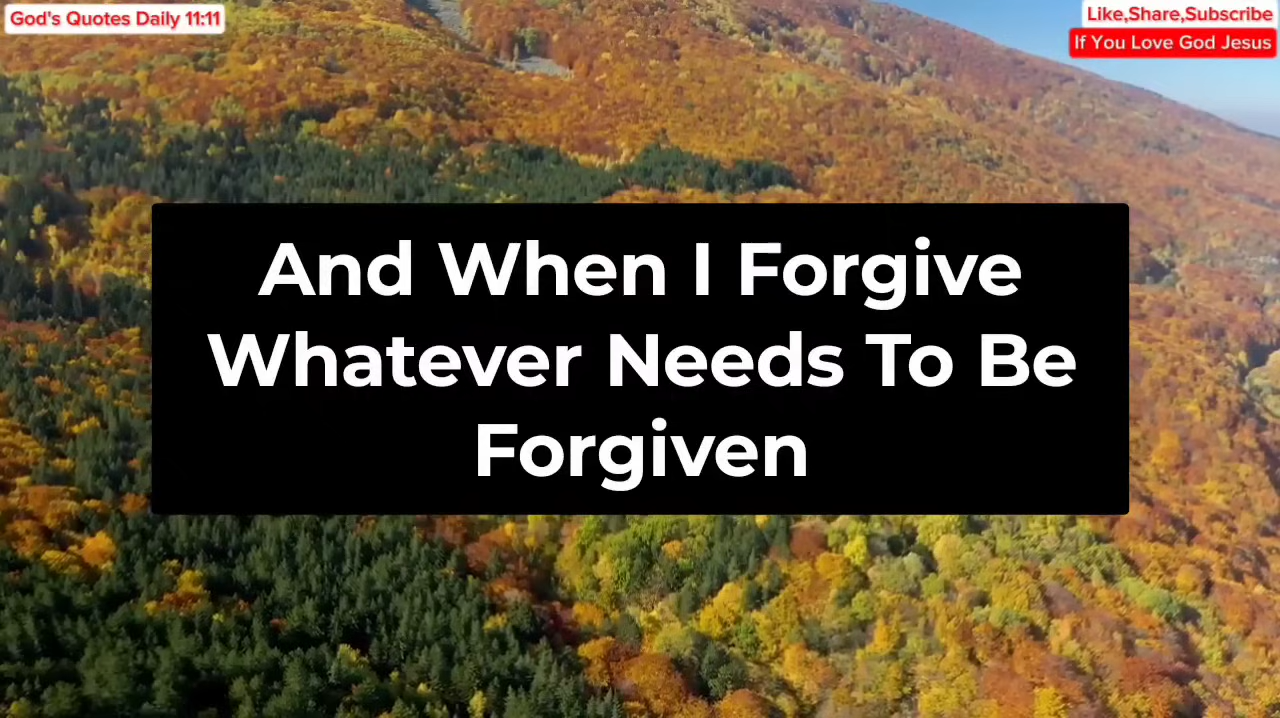 God's Quotes Daily 11:11
Like,Share,Subscribe
If You Love God Jesus
And When I Forgive
Whatever Needs To Be
Forgiven